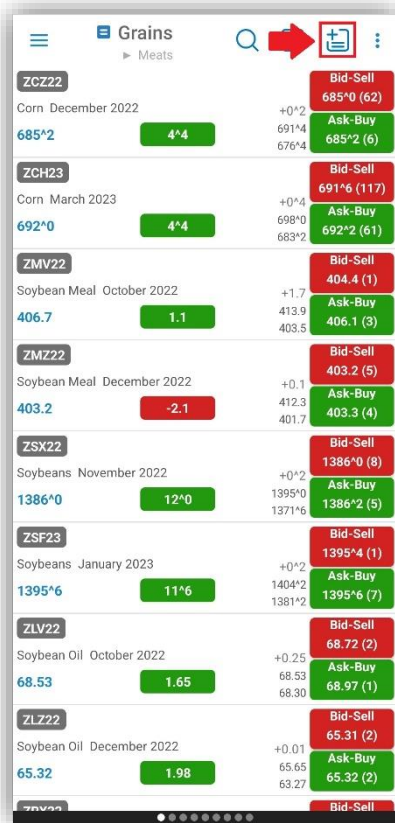 Grains
► Meats
ZCZ22
Corn December 2022
685^2
4^4
+0^2
691^4
676^4
Bid-Sell
685^0 (62)
Ask-Buy
685^2 (6)
ZCH23
Corn March 2023
692^0
4^4
+0^4
698^0
683^2
Bid-Sell
691^6 (117)
Ask-Buy
692^2 (61)
ZMV22
Soybean Meal October 2022
406.7
1.1
+1.7
413.9
403.5
Bid-Sell
404.4 (1)
Ask-Buy
406.1 (3)
ZMZ22
Soybean Meal December 2022
403.2
-2.1
+0.1
412.3
401.7
Bid-Sell
403.2 (5)
Ask-Buy
403.3 (4)
ZSX22
Soybeans November 2022
1386^0
12^0
+0^2
1395^0
1371^6
Bid-Sell
1386^0 (8)
Ask-Buy
1386^2 (5)
ZSF23
Soybeans January 2023
1395^6
11^6
+0^2
1404^2
1381^2
Bid-Sell
1395^4 (1)
Ask-Buy
1395^6 (7)
ZLV22
Soybean Oil October 2022
68.53
1.65
+0.25
68.53
68.30
Bid-Sell
68.72 (2)
Ask-Buy
68.97 (1)
ZLZ22
Soybean Oil December 2022
65.32
1.98
+0.01
65.65
63.27
Bid-Sell
65.31 (2)
Ask-Buy
65.32 (2)
Bid-Sell